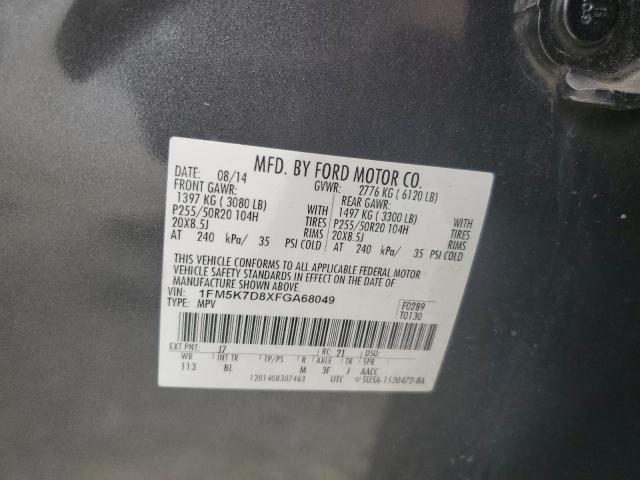 MFD. BY FORD MOTOR CO.
DATE: 08/14 GVWR: 2776 KG ( 6120 LB)
FRONT GAWR: REAR GAWR:
1397 KG ( 3080 LB) WITH 1497 KG ( 3300 LB) WITH
P255/50R20 104H TIRES P255/50R20 104H TIRES
20X8.5J RIMS 20X8.5J RIMS
AT 240 kPa/ 35 PSI COLD AT 240 kPa/ 35 PSI COLD
THIS VEHICLE CONFORMS TO ALL APPLICABLE FEDERAL MOTOR
VEHICLE SAFETY STANDARDS IN EFFECT ON THE DATE OF
MANUFACTURE SHOWN ABOVE.
VIN: 1FM5K7D8XFGA68049 F0289
TYPE: MPV T0130
EXT PNT: J7 RC: 21 DSO:
WB INT TR TP/PS R AXLE TR SPR
113 BL M 3F J AACC
1201408307463 UTC 5U5A-1520472-BA